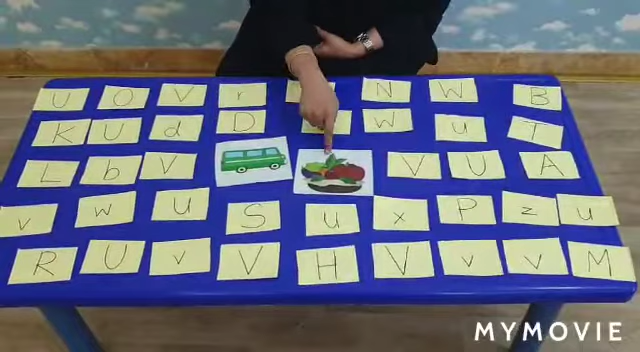 U O V r N W B
K U d D W u T
L b V V U A
v w U S U x P z u
R U v V H V v v M
MYMOVIE